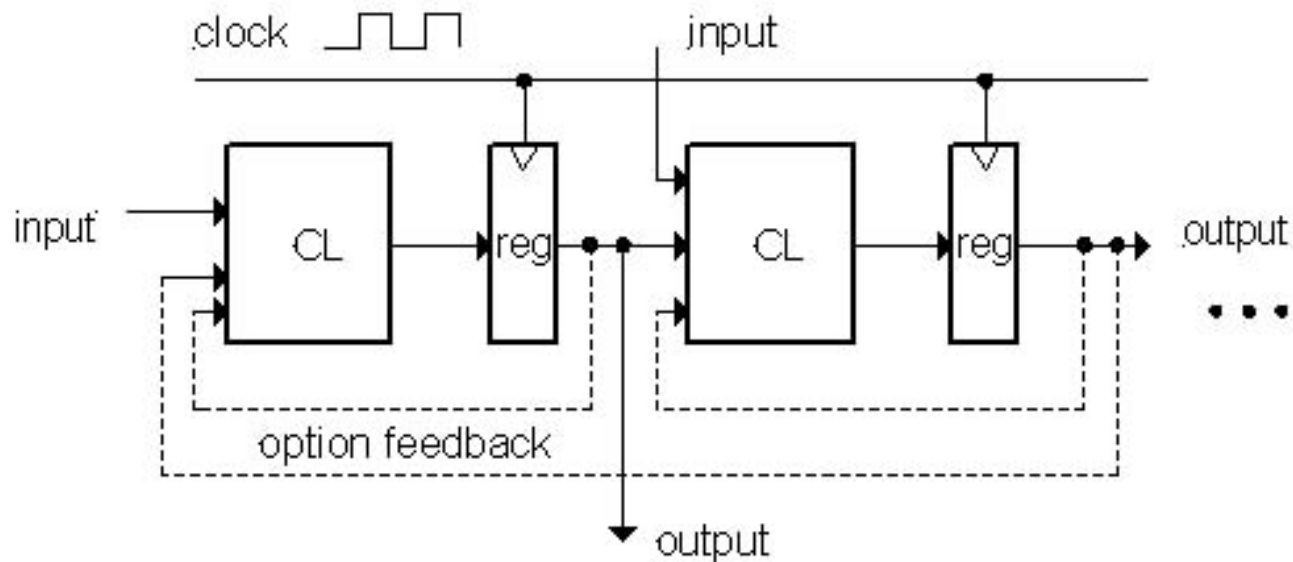 clock
input
input
CL
reg
CL
reg
output
option feedback
output